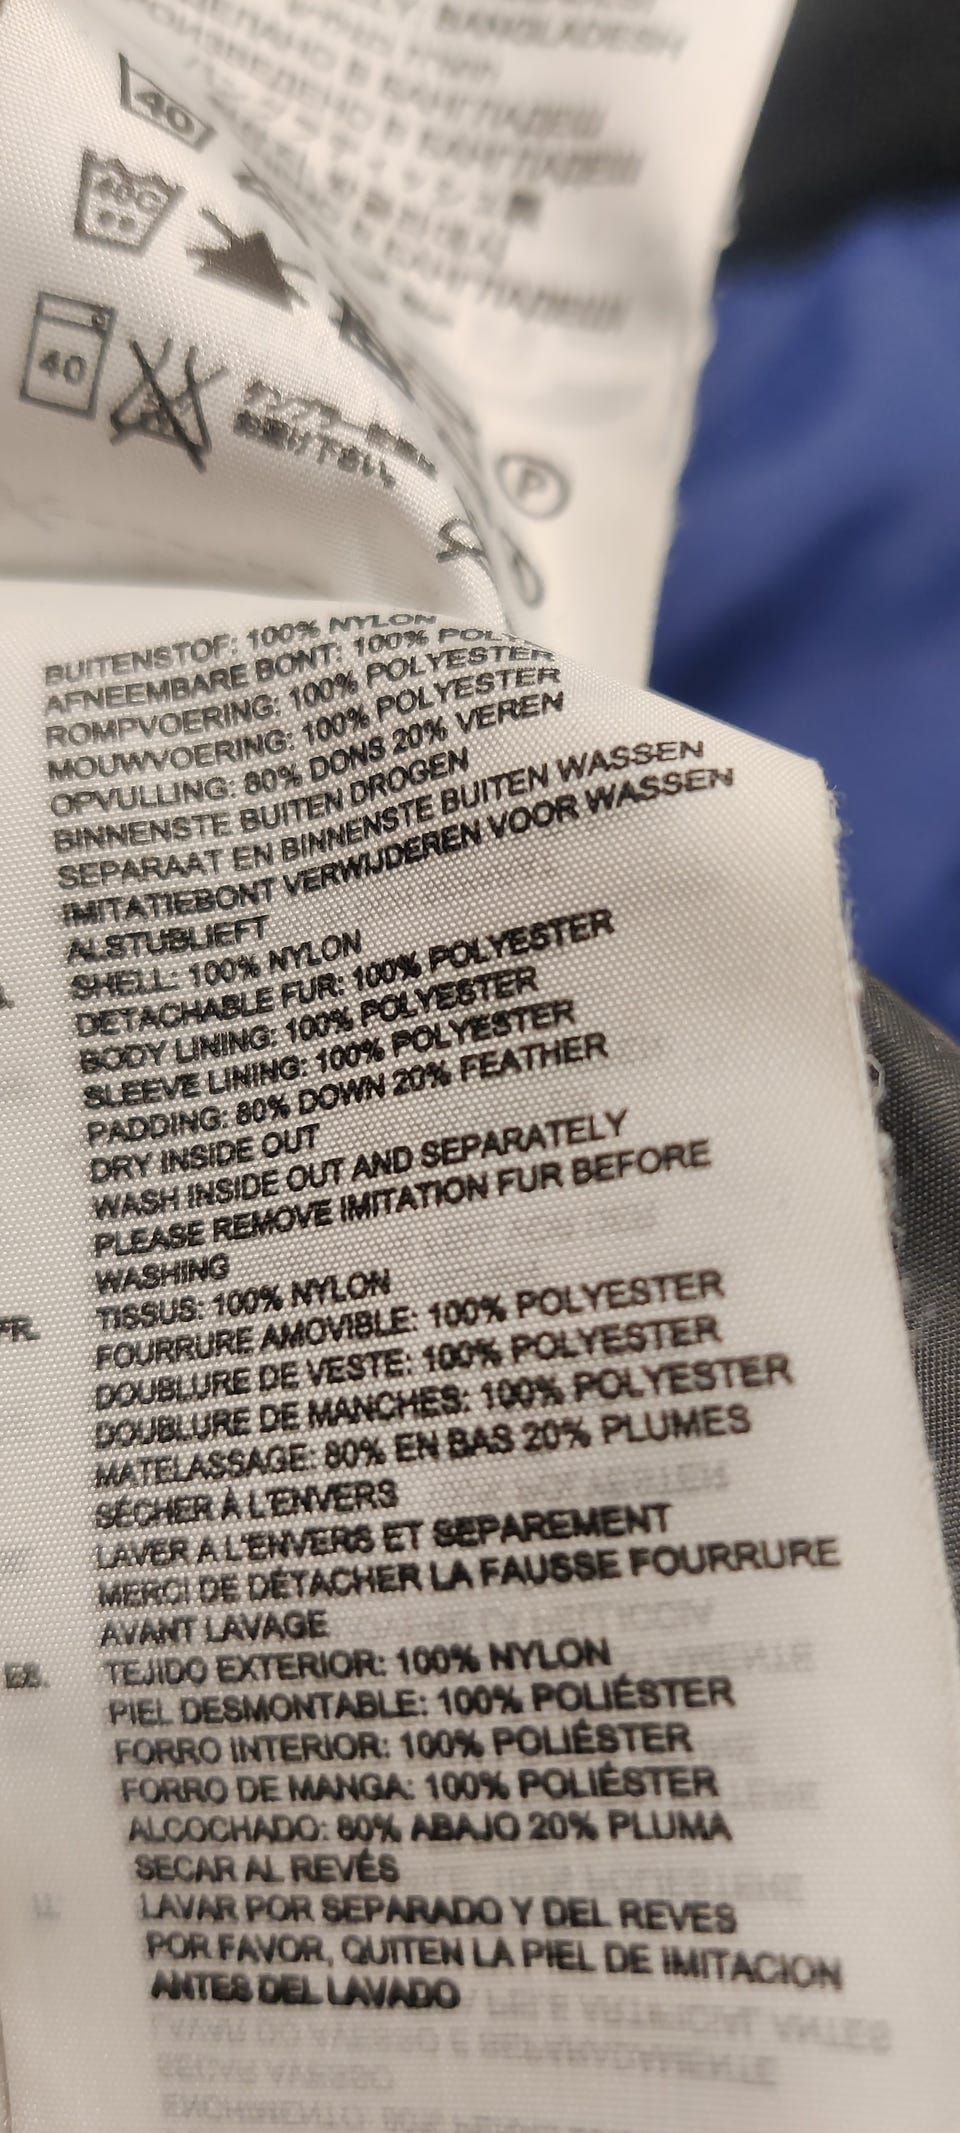 BANGLADESH
40
40C
40
P
BUITENSTOF: 100% NYLON
AFNEEMBARE BONT: 100%
ROMPVOERING: 100% POLYESTER
MOUWVOERING: 100% POLYESTER
OPVULLING: 80% DONS 20% VEREN
BINNENSTE BUITEN DROGEN
SEPARAAT EN BINNENSTE BUITEN WASSEN
IMITATIEBONT VERWIJDEREN VOOR WASSEN
ALSTUBLIEFT
SHELL: 100% NYLON
DETACHABLE FUR: 100% POLYESTER
BODY LINING: 100% POLYESTER
SLEEVE LINING: 100% POLYESTER
PADDING: 80% DOWN 20% FEATHER
DRY INSIDE OUT
WASH INSIDE OUT AND SEPARATELY
PLEASE REMOVE IMITATION FUR BEFORE
WASHING
FR. TISSUS: 100% NYLON
FOURRURE AMOVIBLE: 100% POLYESTER
DOUBLURE DE VESTE: 100% POLYESTER
DOUBLURE DE MANCHES: 100% POLYESTER
MATELASSAGE: 80% EN BAS 20% PLUMES
SÉCHER À L'ENVERS
LAVER A L'ENVERS ET SEPAREMENT
MERCI DE DÉTACHER LA FAUSSE FOURRURE
AVANT LAVAGE
ES. TEJIDO EXTERIOR: 100% NYLON
PIEL DESMONTABLE: 100% POLIÉSTER
FORRO INTERIOR: 100% POLIÉSTER
FORRO DE MANGA: 100% POLIÉSTER
ALCOCHADO: 80% ABAJO 20% PLUMA
SECAR AL REVÉS
LAVAR POR SEPARADO Y DEL REVES
POR FAVOR, QUITEN LA PIEL DE IMITACION
ANTES DEL LAVADO